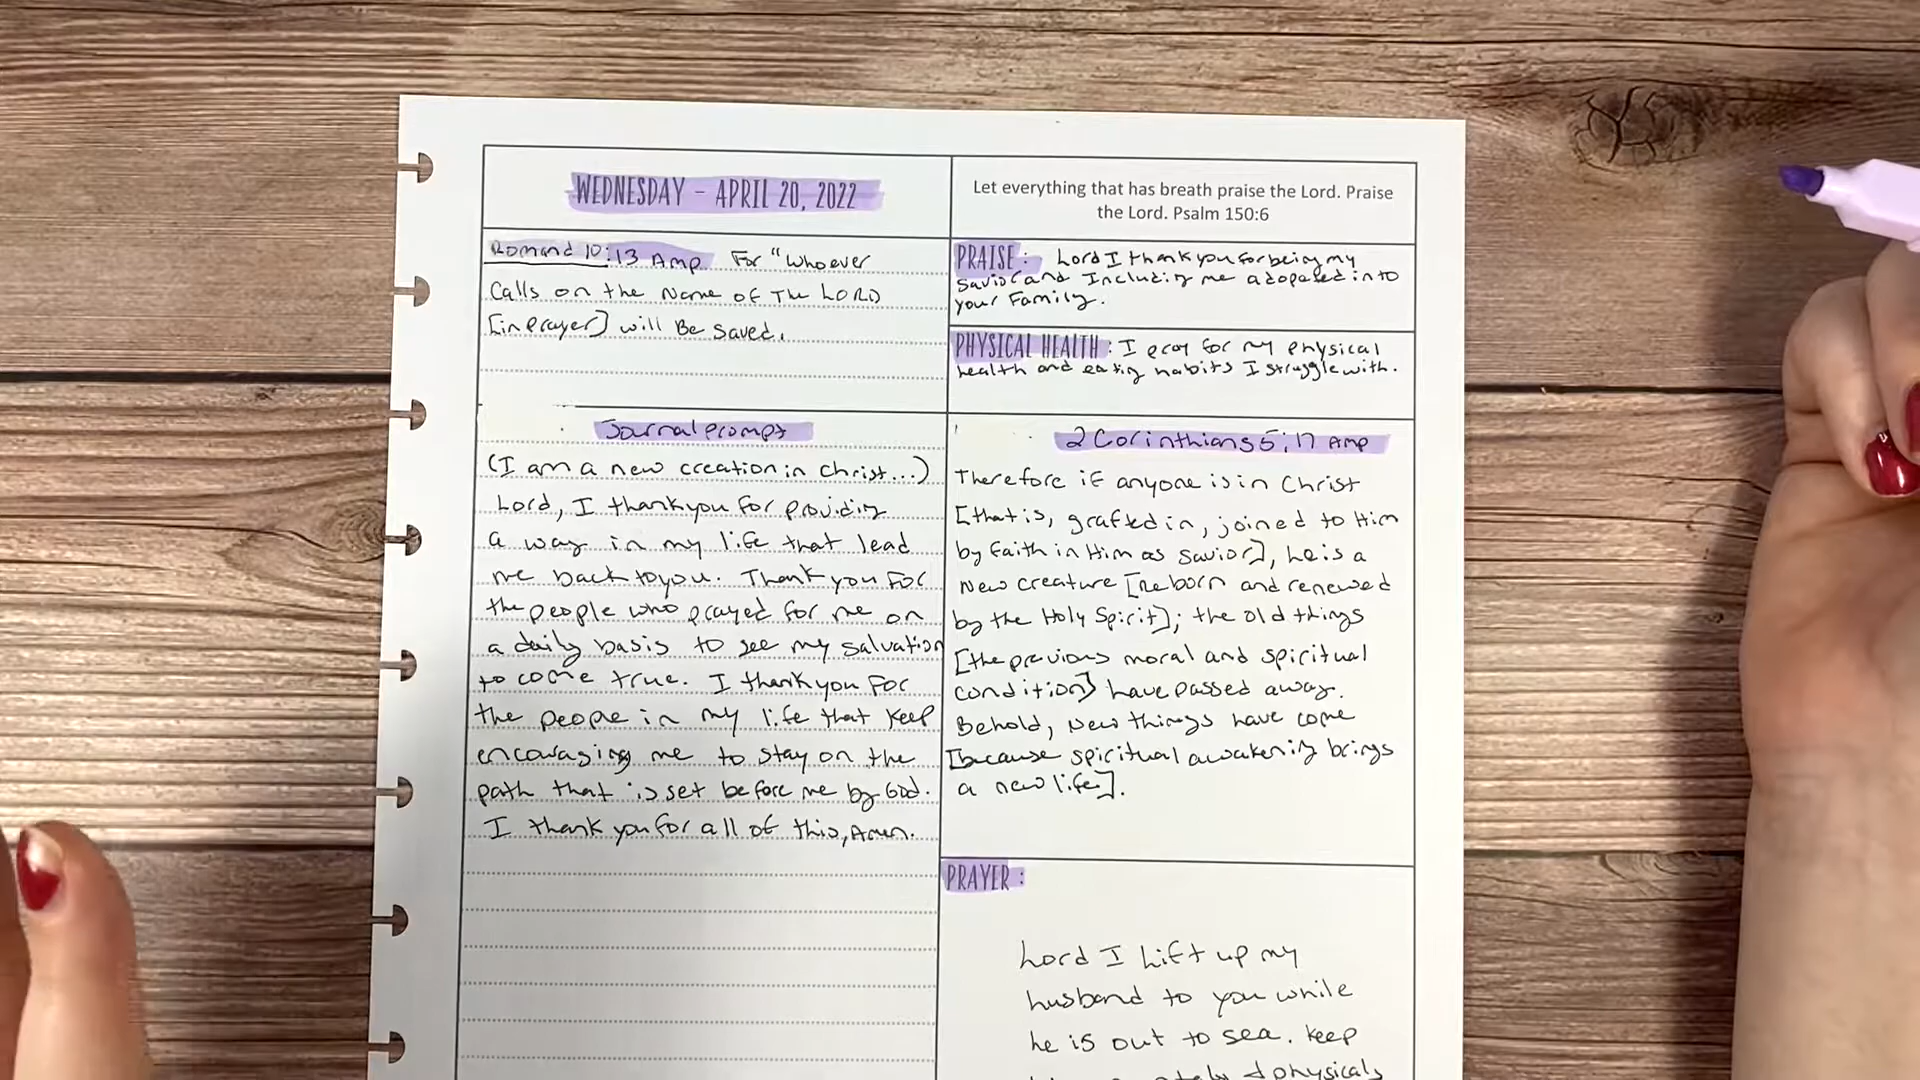 WEDNESDAY - APRIL 20, 2022
Let everything that has breath praise the Lord. Praise
the Lord. Psalm 150:6
Romand 10:13 Amp For "whoever
Calls on the Name of The LORD
[in Prayer] will Be Saved.
PRAISE: Lord I thank you for being my
Savior and Including me adopated into
your Family.
PHYSICAL HEALTH: I pray for my physical
health and eating habits I struggle with.
Journal prompt
(I am a new creation in Christ...)
Lord, I thank you for providing
a way in my life that lead
me back to you. Thank you For
the people who prayed for me on
a daily basis to see my salvation
to come true. I thank you For
the people in my life that keep
encouraging me to stay on the
path that is set before me by God.
I thank you for all of this, Amen.
2 Corinthians 5:17 AMP
Therefore if anyone is in Christ
[that is, grafted in, joined to Him
by faith in Him as Savior], he is a
new creature [Reborn and renewed
by the Holy Spirit]; the old things
[the previous moral and spiritual
condition] have passed away.
Behold, New things have come
[because spiritual awakening brings
a new life].
PRAYER:
Lord I Lift up my
husband to you while
he is out to sea. Keep
physically